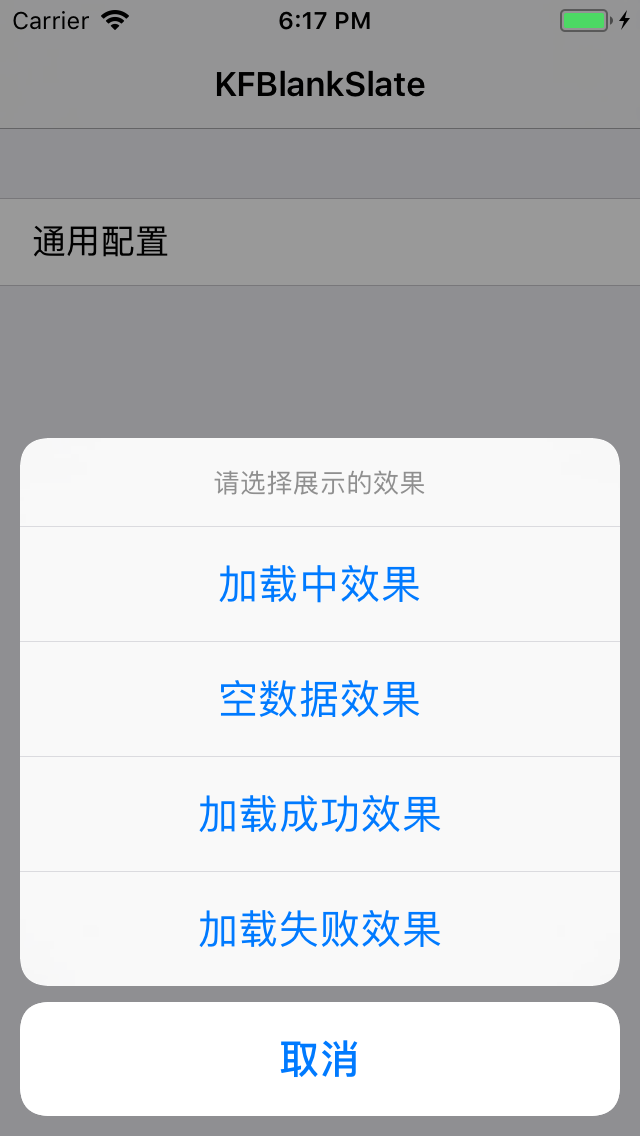 Carrier 6:17 PM
KFBlankSlate
通用配置
请选择展示的效果
加载中效果
空数据效果
加载成功效果
加载失败效果
取消